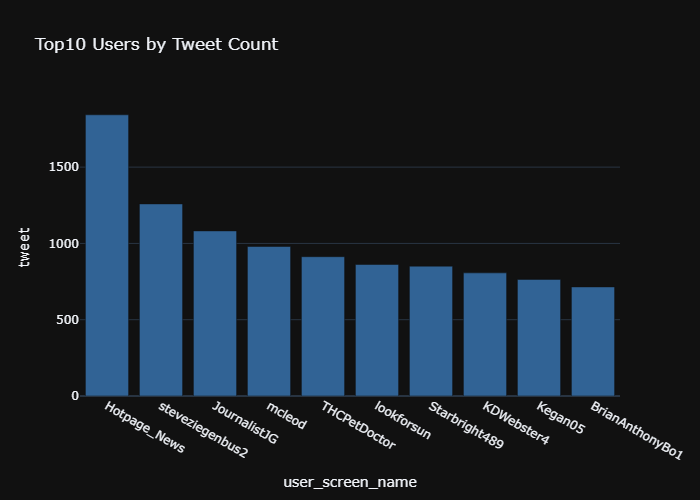 Top10 Users by Tweet Count
tweet
1500
1000
500
0
Hotpage_News
steveziegenbus2
JournalistJG
mcleod
THCPetDoctor
lookforsun
Starbright489
KDWebster4
Kegan05
BrianAnthonyBo1
user_screen_name